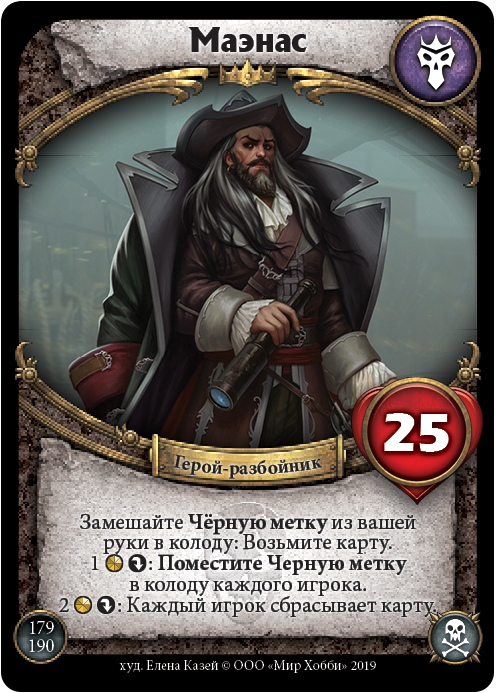 Маэнас
25
Герой-разбойник
Замешайте Чёрную метку из вашей
руки в колоду: Возьмите карту.
1 : Поместите Черную метку
в колоду каждого игрока.
2 : Каждый игрок сбрасывает карту.
179
190
худ. Елена Казей © ООО «Мир Хобби» 2019